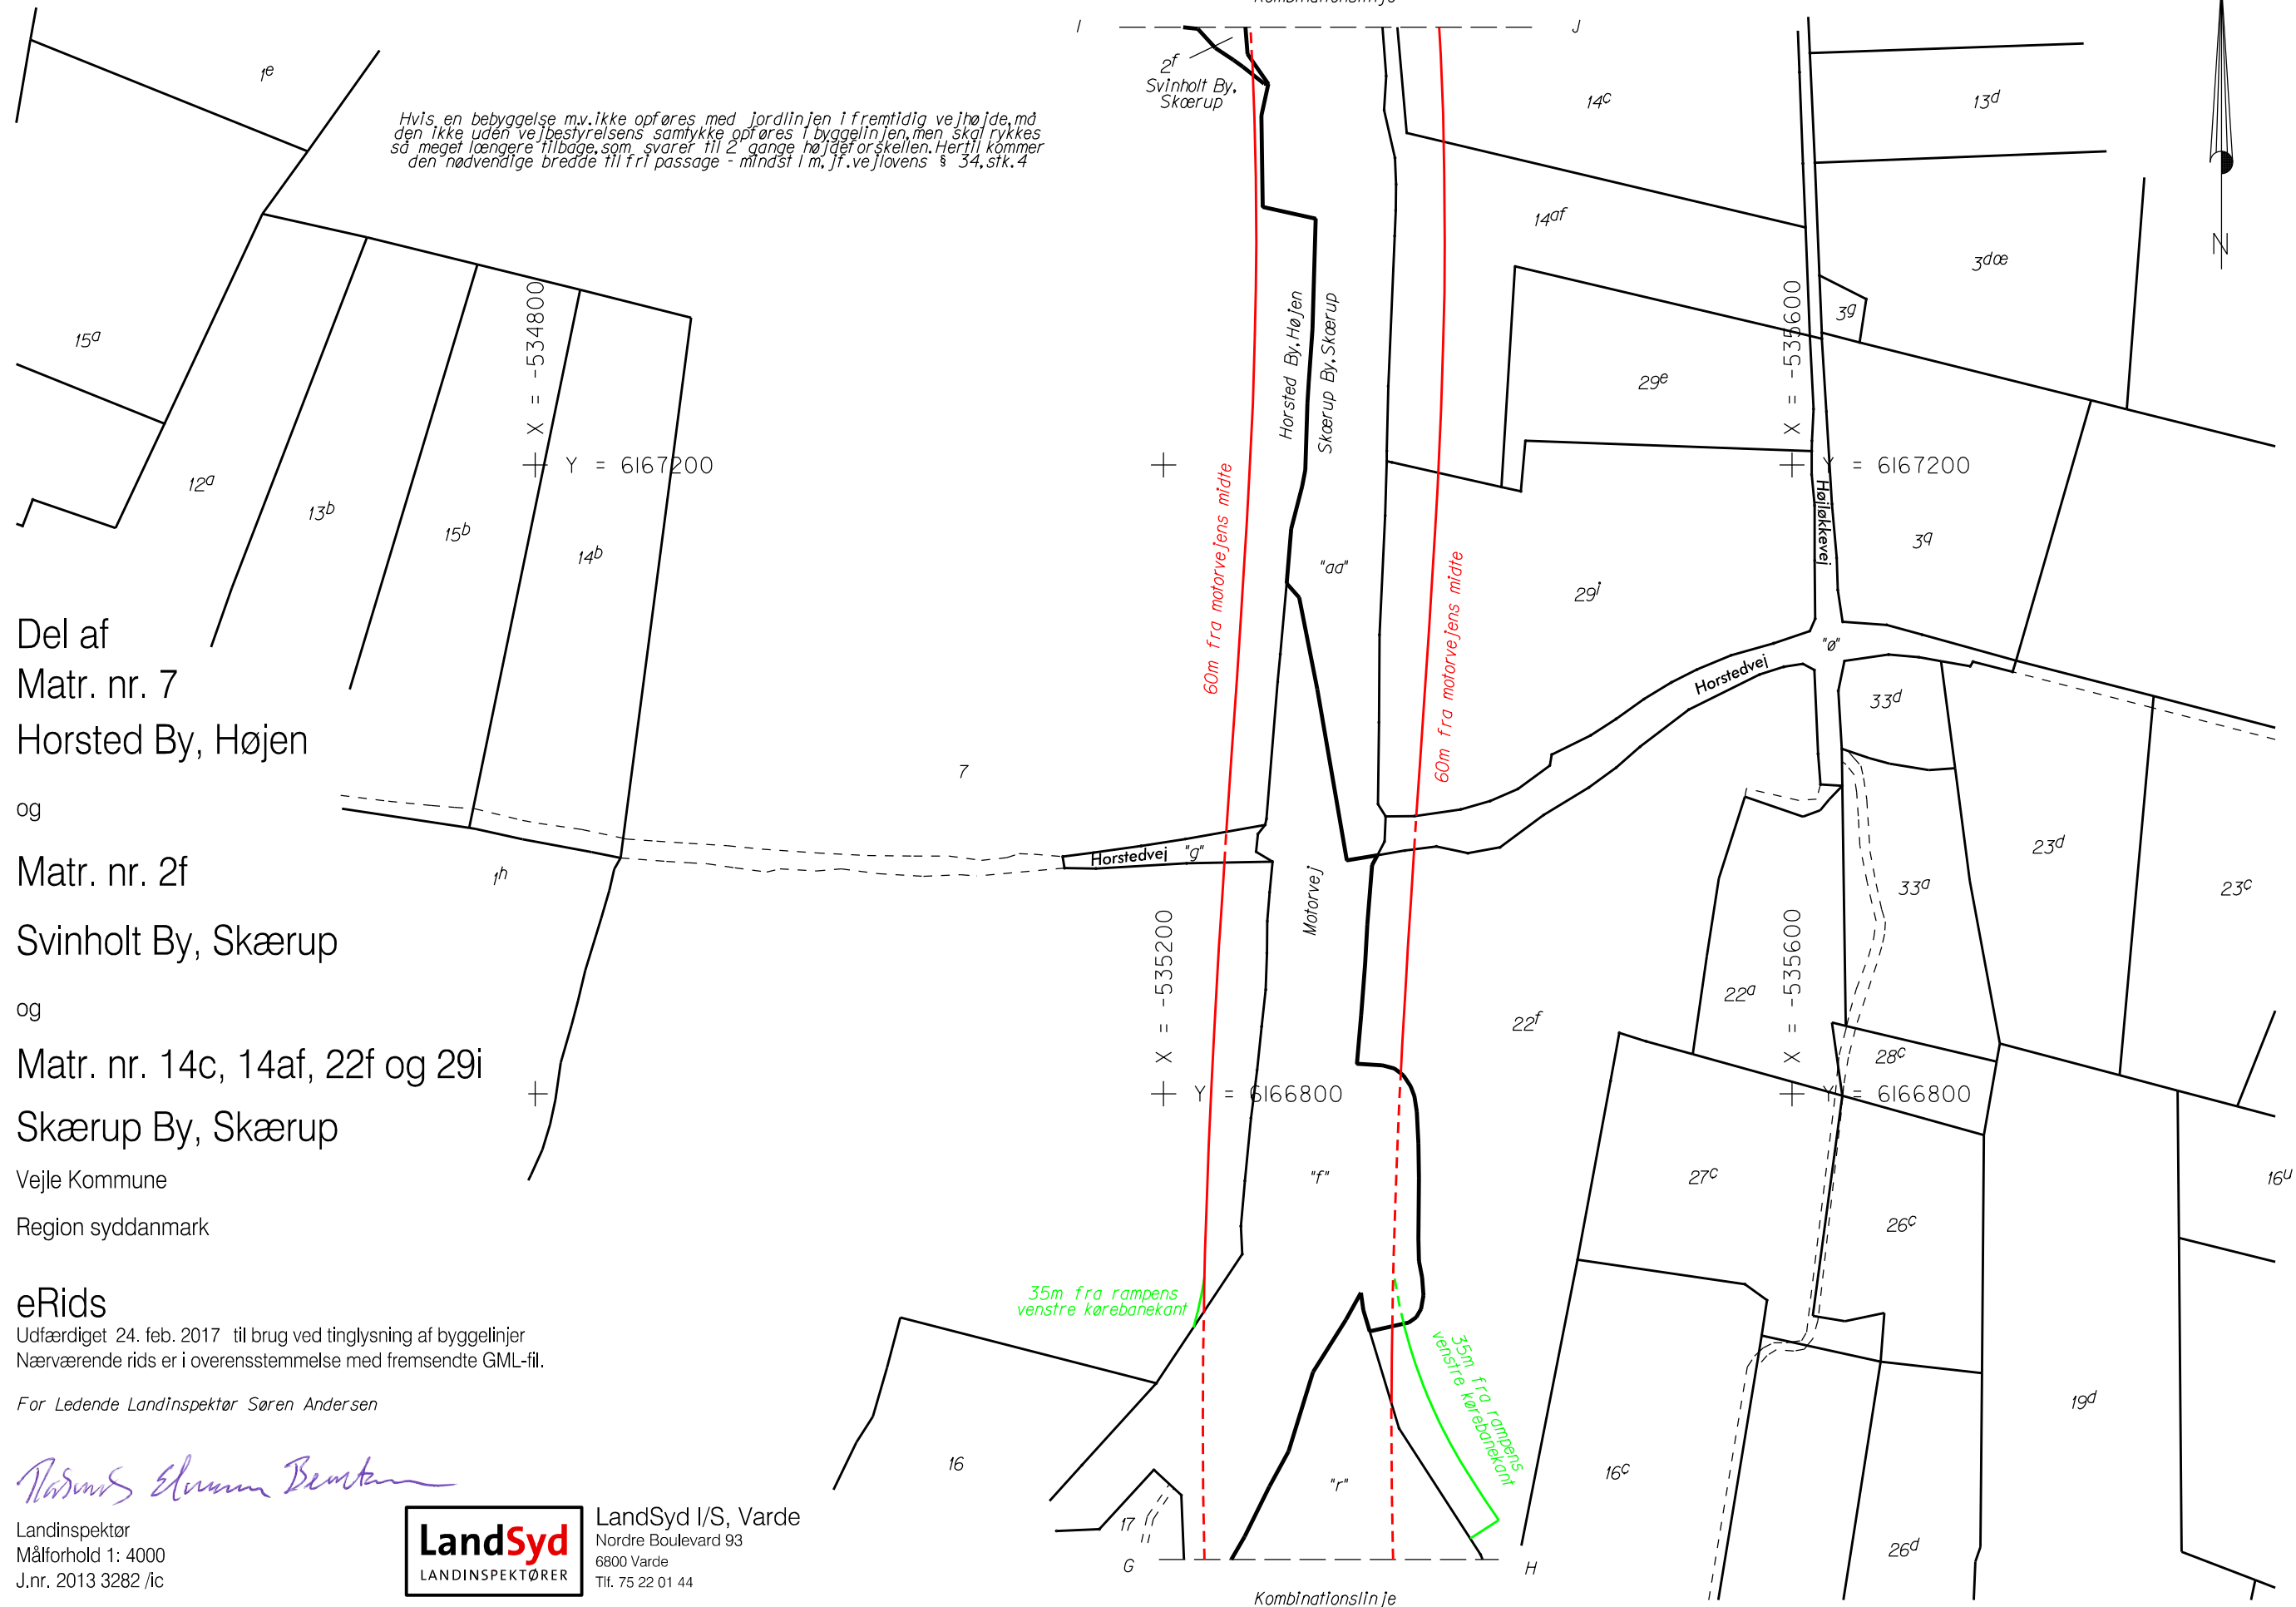 Kombinationslinje
I
J
1e
2f
Svinholt By,
Skærup
14c
13d
Hvis en bebyggelse m.v. ikke opføres med jordlinjen i fremtidig vejhøjde, må
den ikke uden vejbestyrelsens samtykke opføres i byggelinjen, men skal rykkes
så meget længere tilbage, som svarer til 2 gange højdeforskellen. Hertil kommer
den nødvendige bredde til fri passage - mindst 1 m, jf. vejlovens § 34, stk. 4
14af
3dæ
N
3g
15a
X = -534800
Horsted By, Højen
Skærup By, Skærup
X = -535600
29e
Y = 6167200
Y = 6167200
12a
13b
15b
14b
60m fra motorvejens midte
"aa"
60m fra motorvejens midte
29i
Højløkkevej
3q
Del af
Matr. nr. 7
Horsted By, Højen
og
Matr. nr. 2f
Svinholt By, Skærup
og
Matr. nr. 14c, 14af, 22f og 29i
Skærup By, Skærup
Vejle Kommune
Region syddanmark
"ø"
Horstedvej
33d
7
Horstedvej "g"
1h
Motorvej
23d
33a
23c
X = -535200
X = -535600
22a
22f
28c
Y = 6166800
Y = 6166800
"f"
27c
16u
26c
35m fra rampens
venstre kørebanekant
35m fra rampens
venstre kørebanekant
19d
16
"r"
16c
17
26d
G
H
Kombinationslinje
eRids
Udfærdiget 24. feb. 2017 til brug ved tinglysning af byggelinjer
Nærværende rids er i overensstemmelse med fremsendte GML-fil.
For Ledende Landinspektør Søren Andersen
Landinspektør
Målforhold 1: 4000
J.nr. 2013 3282 /ic
LandSyd
LANDINSPEKTØRER
LandSyd I/S, Varde
Nordre Boulevard 93
6800 Varde
Tlf. 75 22 01 44